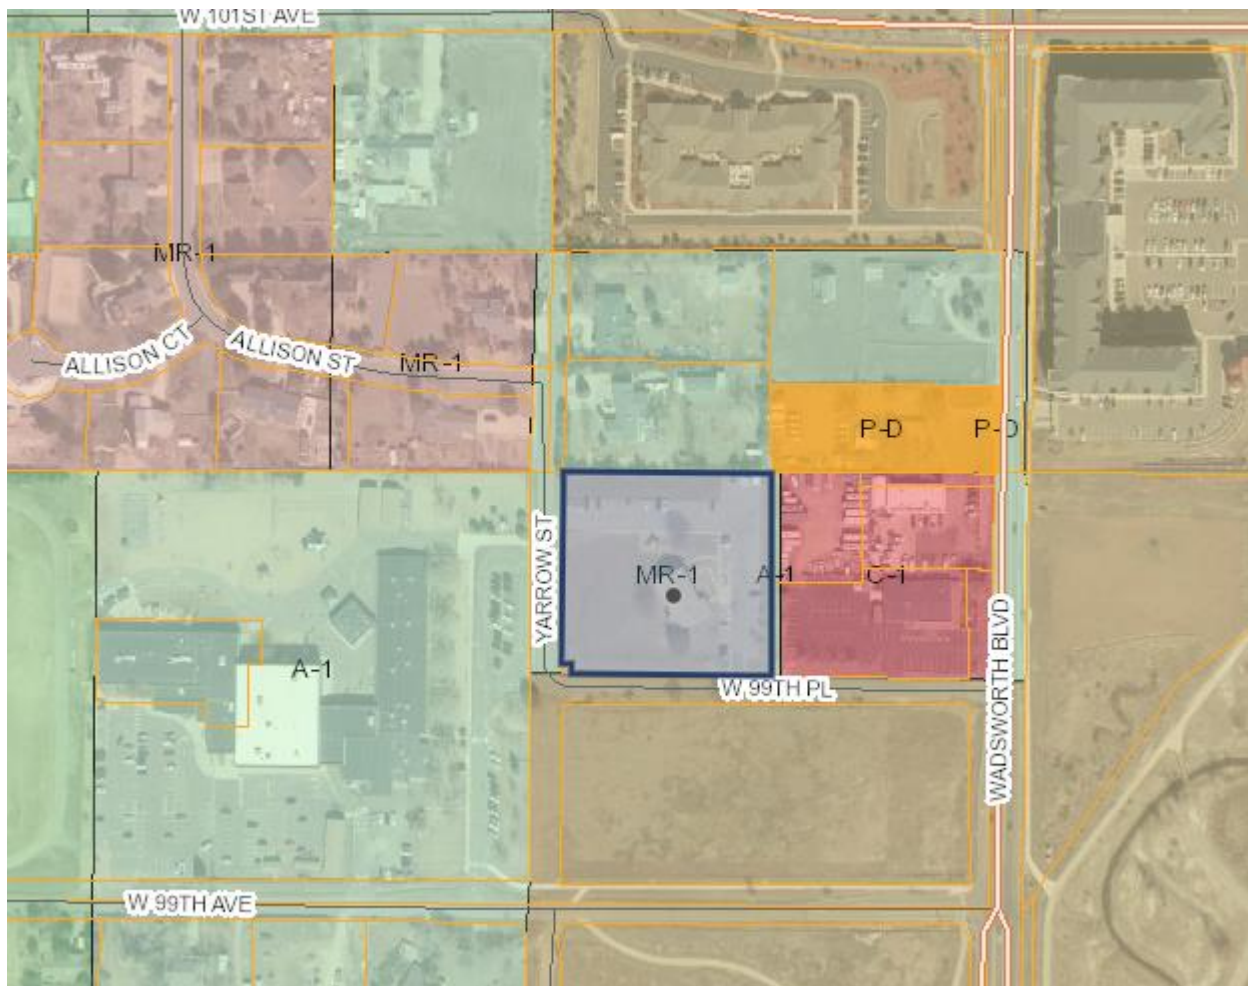 W 101ST AVE
MR-1
ALLISON CT
ALLISON ST
MR-1
P-D
P-D
YARROW ST
MR-1
A-1
C-1
WADSWORTH BLVD
A-1
W 99TH PL
W 99TH AVE